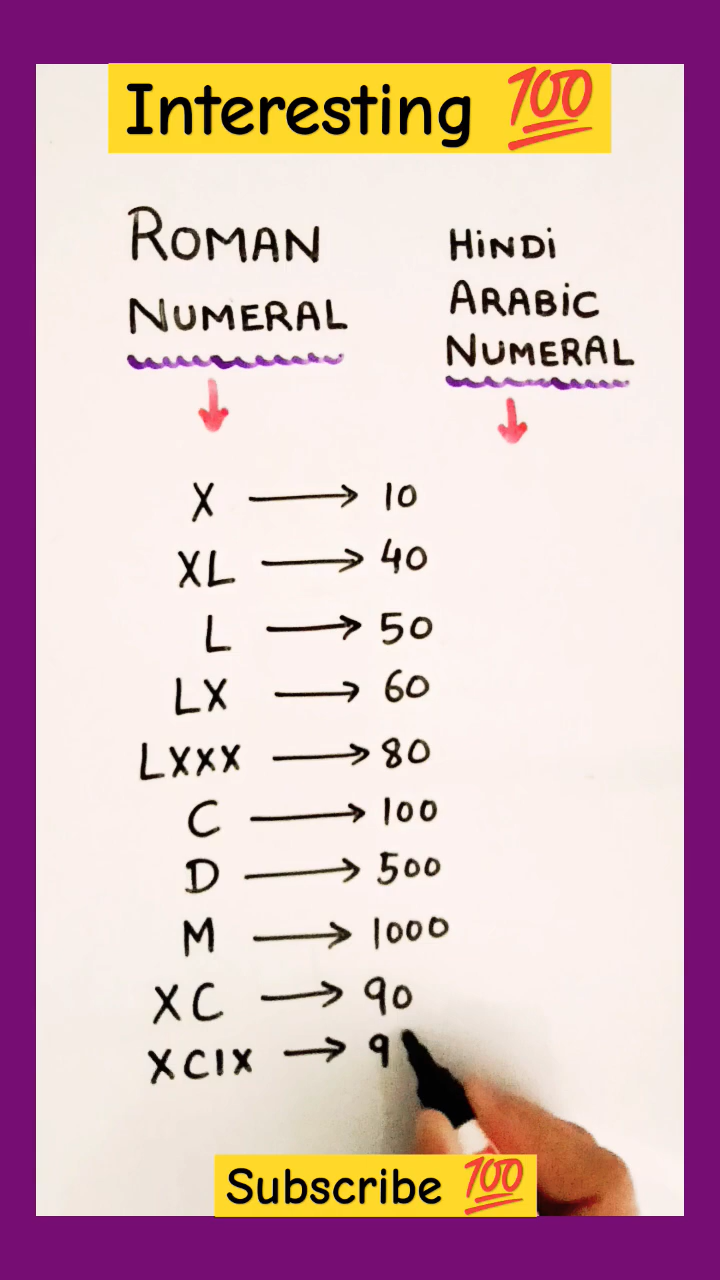 Interesting 💯
ROMAN
NUMERAL
HiNDi
ARABiC
NUMERAL
X → 10
XL → 40
L → 50
LX → 60
LXXX → 80
C → 100
D → 500
M → 1000
XC → 90
XCIX → 9
Subscribe 💯